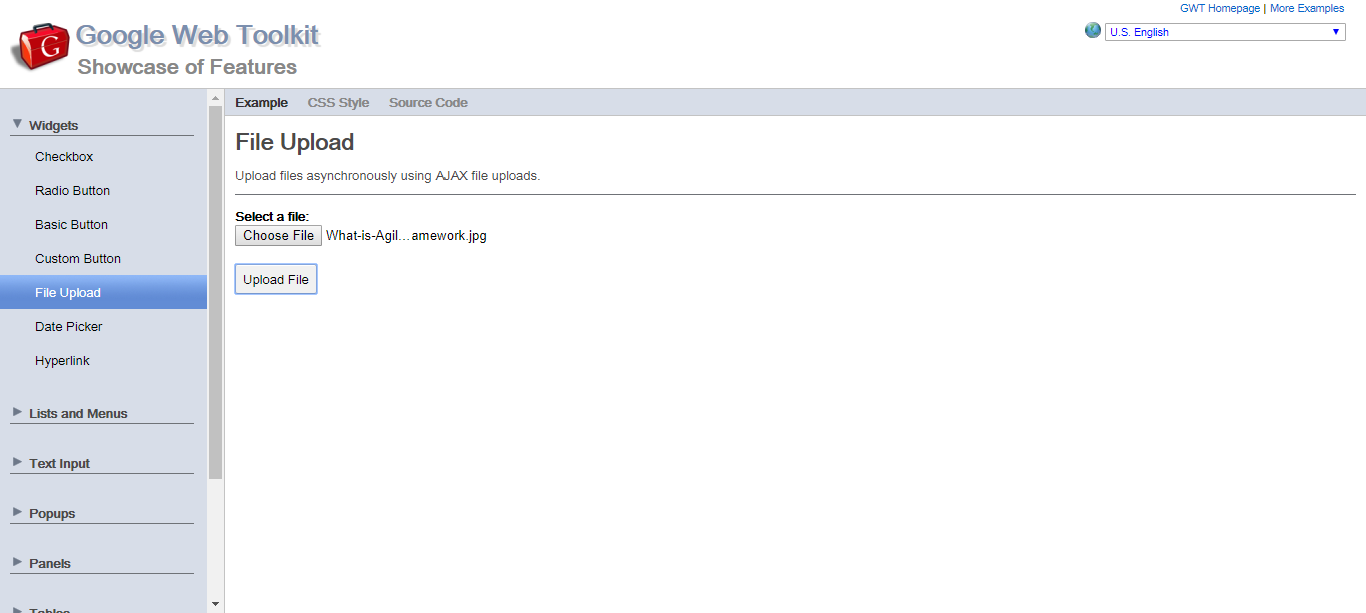 GWT Homepage | More Examples
Google Web Toolkit
U.S. English
Showcase of Features
Widgets
Checkbox
Radio Button
Basic Button
Custom Button
File Upload
Date Picker
Hyperlink
Lists and Menus
Text Input
Popups
Panels
Tables
Example CSS Style Source Code
File Upload
Upload files asynchronously using AJAX file uploads.
Select a file:
Choose File What-is-Agil...amework.jpg
Upload File